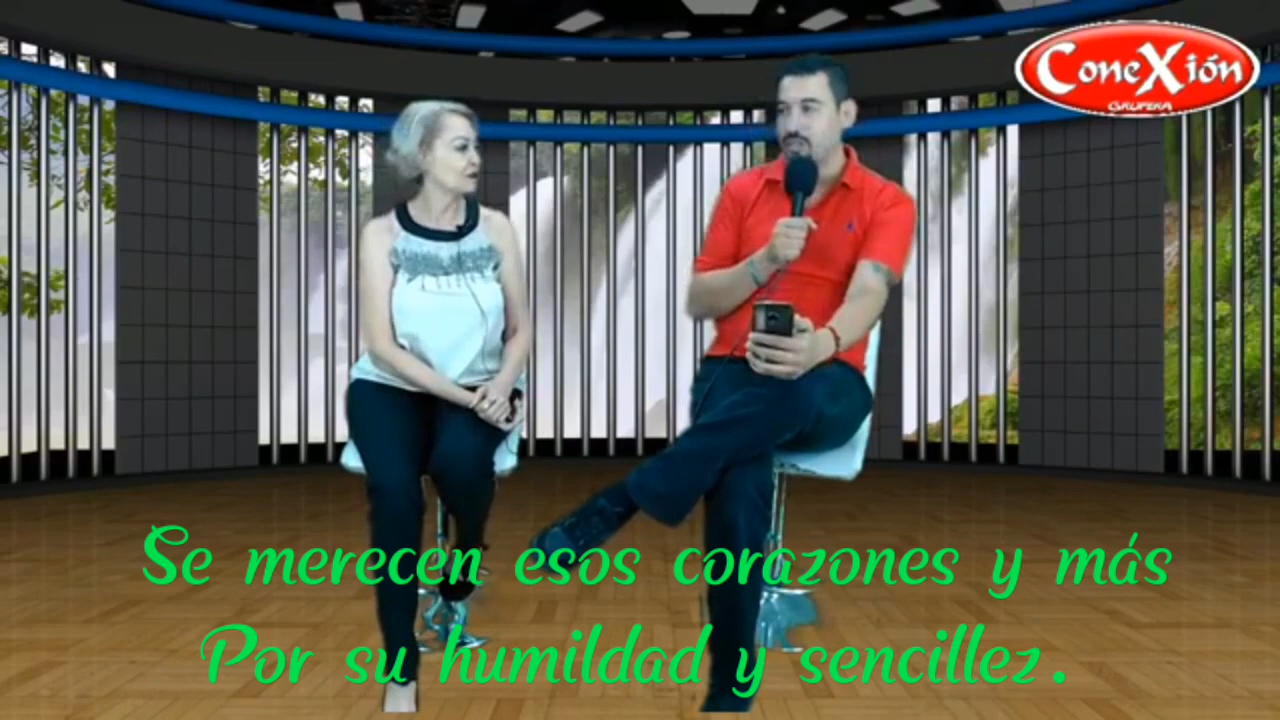 ConeXión
GRUPERA
Se merecen esos corazones y más
Por su humildad y sencillez.